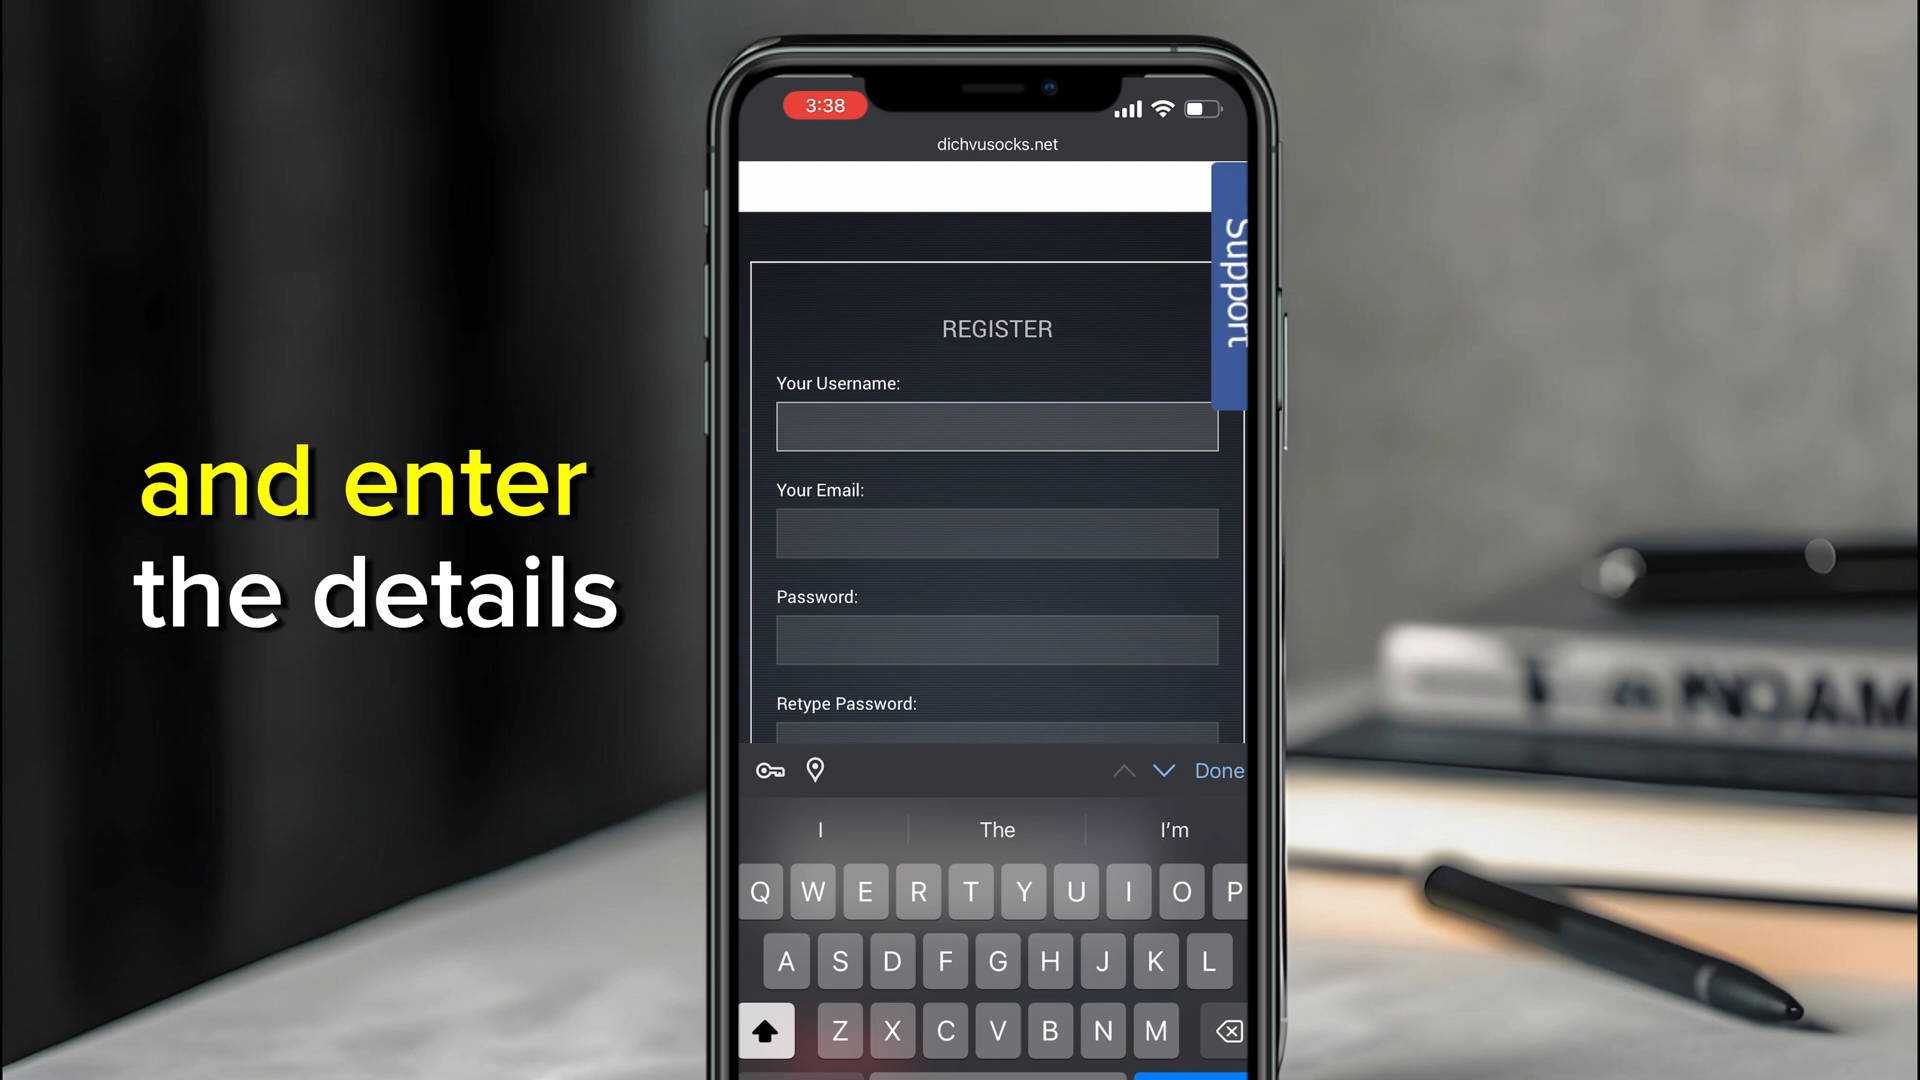 3:38
dichvusocks.net
Support
REGISTER
Your Username:
Your Email:
and enter
the details
Password:
Retype Password:
Done
I The I'm
Q W E R T Y U I O P
A S D F G H J K L
Z X C V B N M